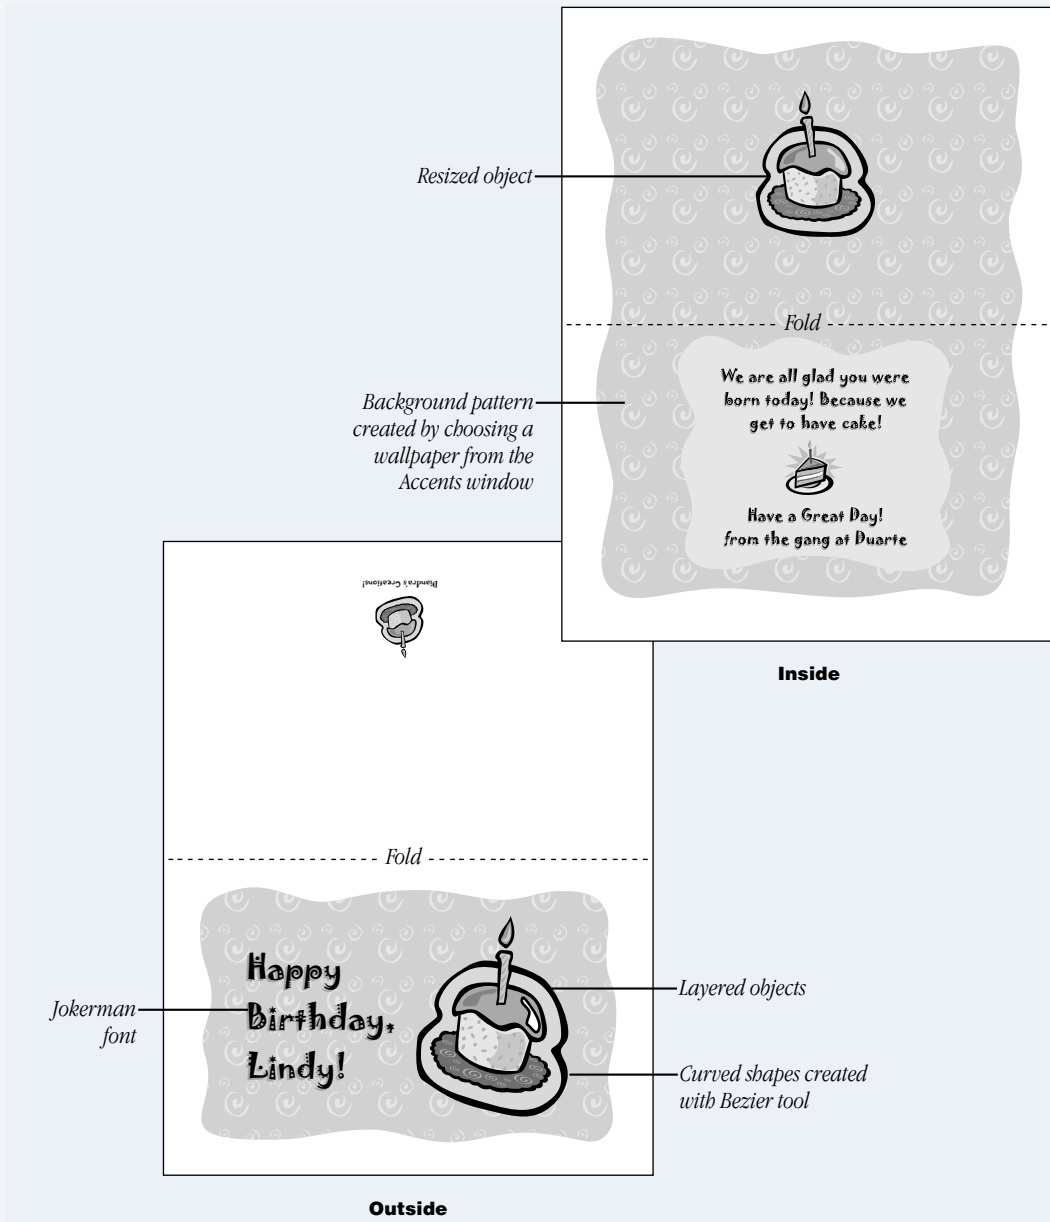 Resized object
Fold
We are all glad you were
born today! Because we
get to have cake!
Background pattern
created by choosing a
wallpaper from the
Accents window
Have a Great Day!
from the gang at Duarte
Diandra's Creations!
Inside
Fold
Happy
Birthday,
Lindy!
Jokerman
font
Layered objects
Curved shapes created
with Bezier tool
Outside